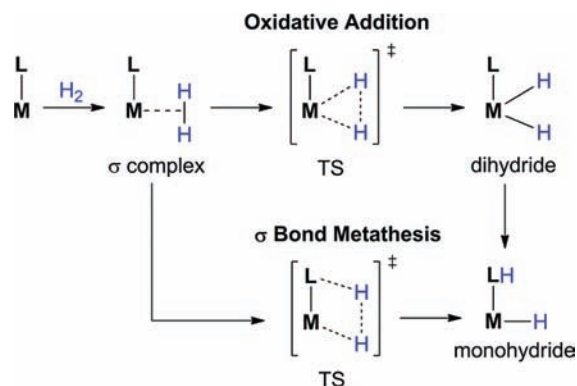 Oxidative Addition
L
M
H2
L
M
H
H
σ complex
L
M
H
H
‡
TS
L
M
H
H
dihydride
σ Bond Metathesis
L
M
H
H
‡
TS
LH
M
H
monohydride